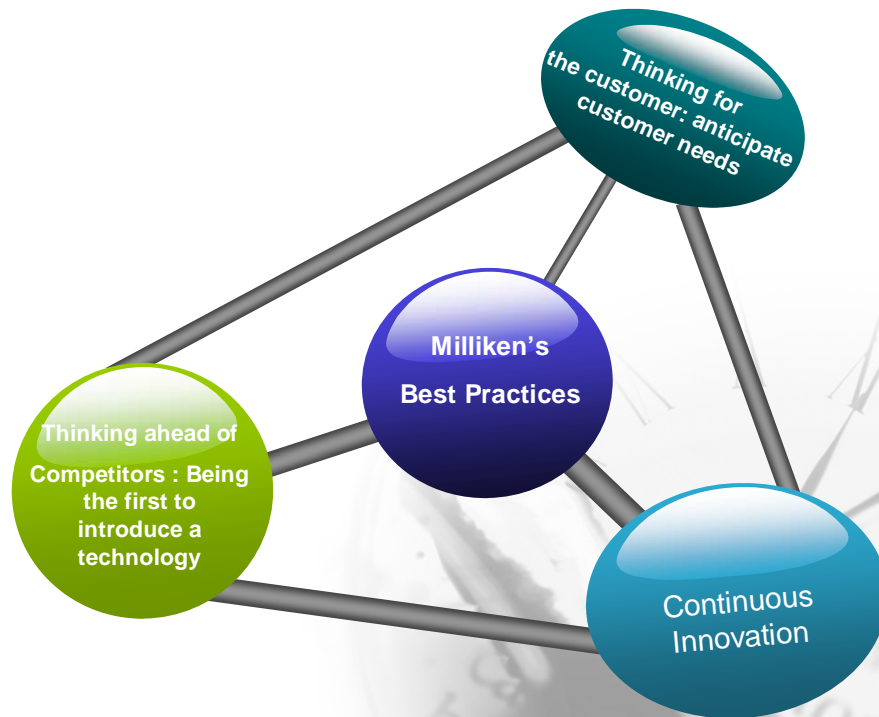 Thinking for
the customer: anticipate
customer needs
Milliken’s
Best Practices
Thinking ahead of
Competitors : Being
the first to
introduce a
technology
Continuous
Innovation